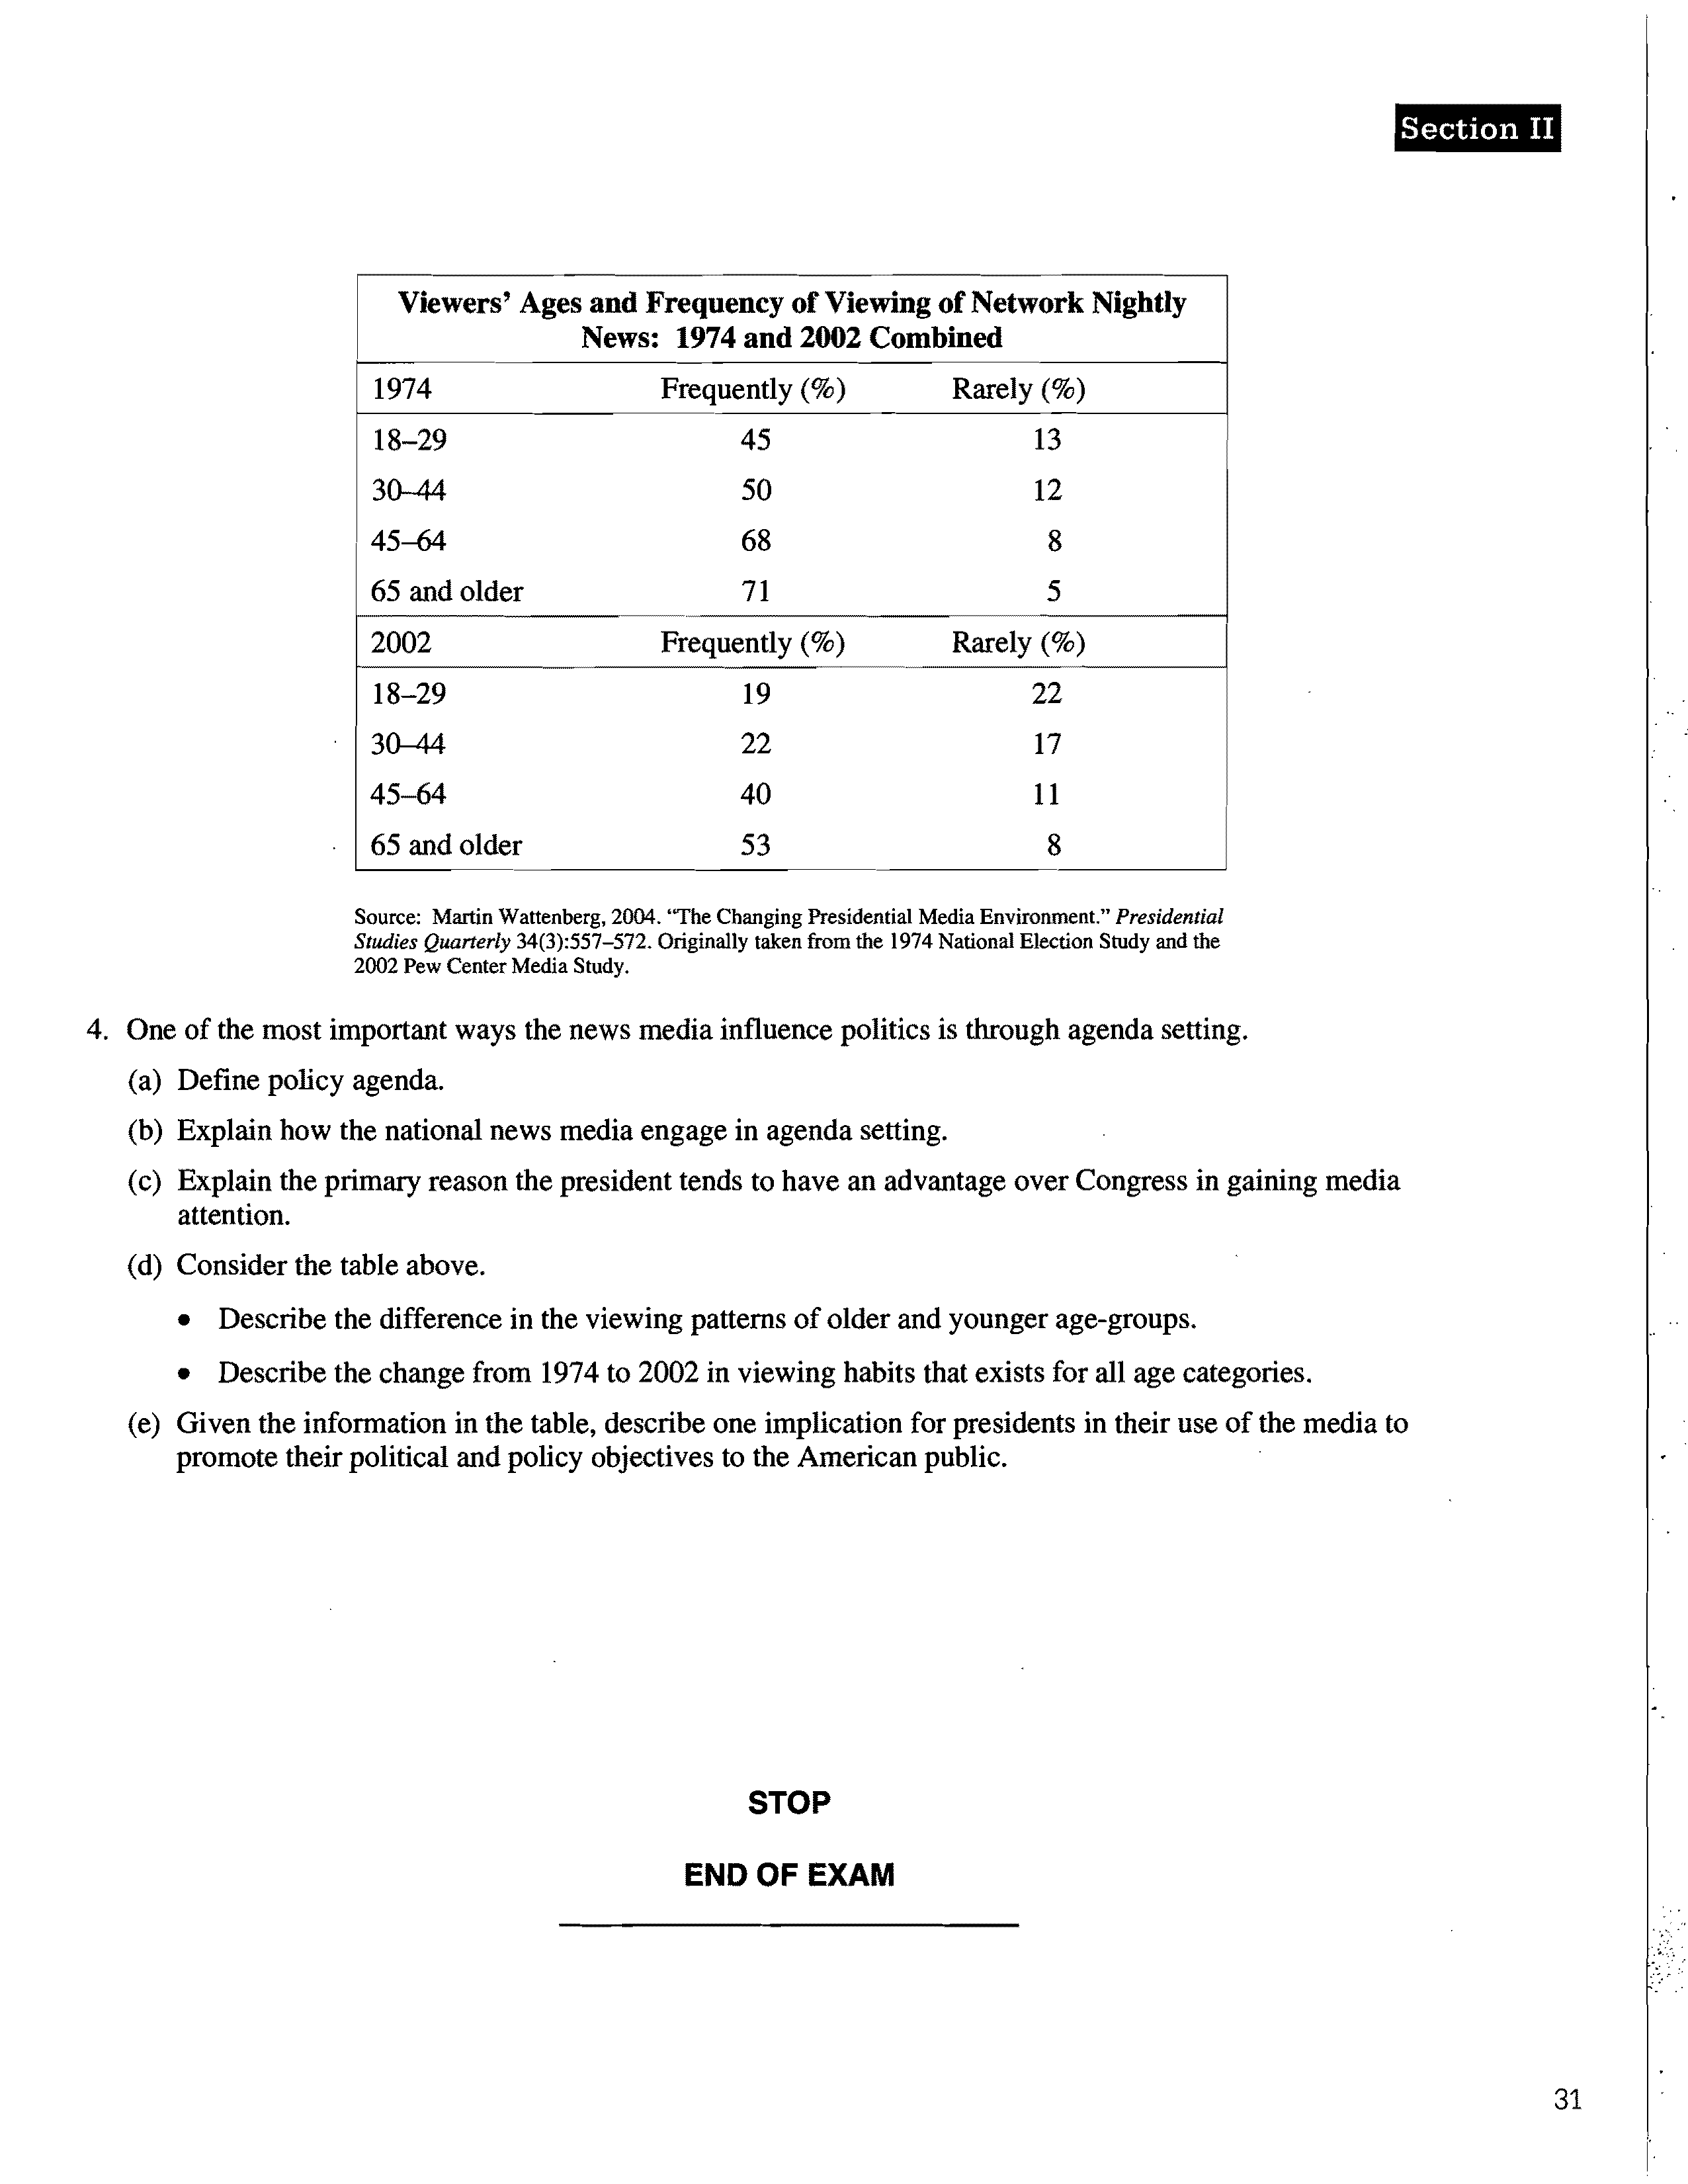 Section II
Viewers’ Ages and Frequency of Viewing of Network Nightly
News: 1974 and 2002 Combined
1974 Frequently (%) Rarely (%)
18–29 45 13
30–44 50 12
45–64 68 8
65 and older 71 5
2002 Frequently (%) Rarely (%)
18–29 19 22
30–44 22 17
45–64 40 11
65 and older 53 8
Source: Martin Wattenberg, 2004. “The Changing Presidential Media Environment.” Presidential
Studies Quarterly 34(3):557–572. Originally taken from the 1974 National Election Study and the
2002 Pew Center Media Study.
4. One of the most important ways the news media influence politics is through agenda setting.
(a) Define policy agenda.
(b) Explain how the national news media engage in agenda setting.
(c) Explain the primary reason the president tends to have an advantage over Congress in gaining media
attention.
(d) Consider the table above.
• Describe the difference in the viewing patterns of older and younger age-groups.
• Describe the change from 1974 to 2002 in viewing habits that exists for all age categories.
(e) Given the information in the table, describe one implication for presidents in their use of the media to
promote their political and policy objectives to the American public.
STOP
END OF EXAM
31